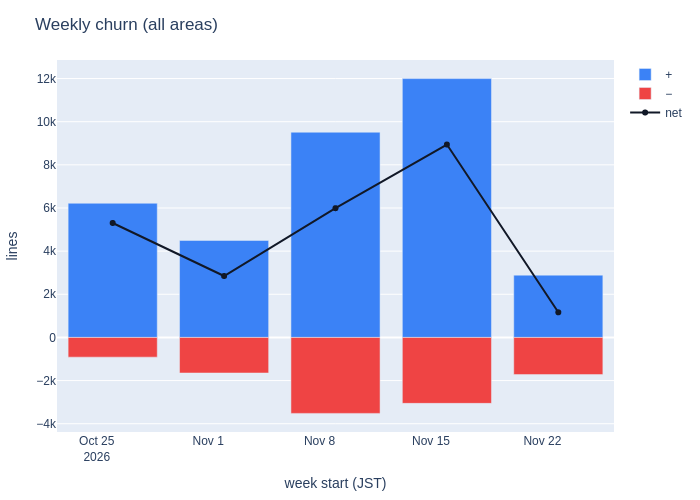 Weekly churn (all areas)
+
−
net
lines
12k
10k
8k
6k
4k
2k
0
−2k
−4k
Oct 25
2026
Nov 1
Nov 8
Nov 15
Nov 22
week start (JST)